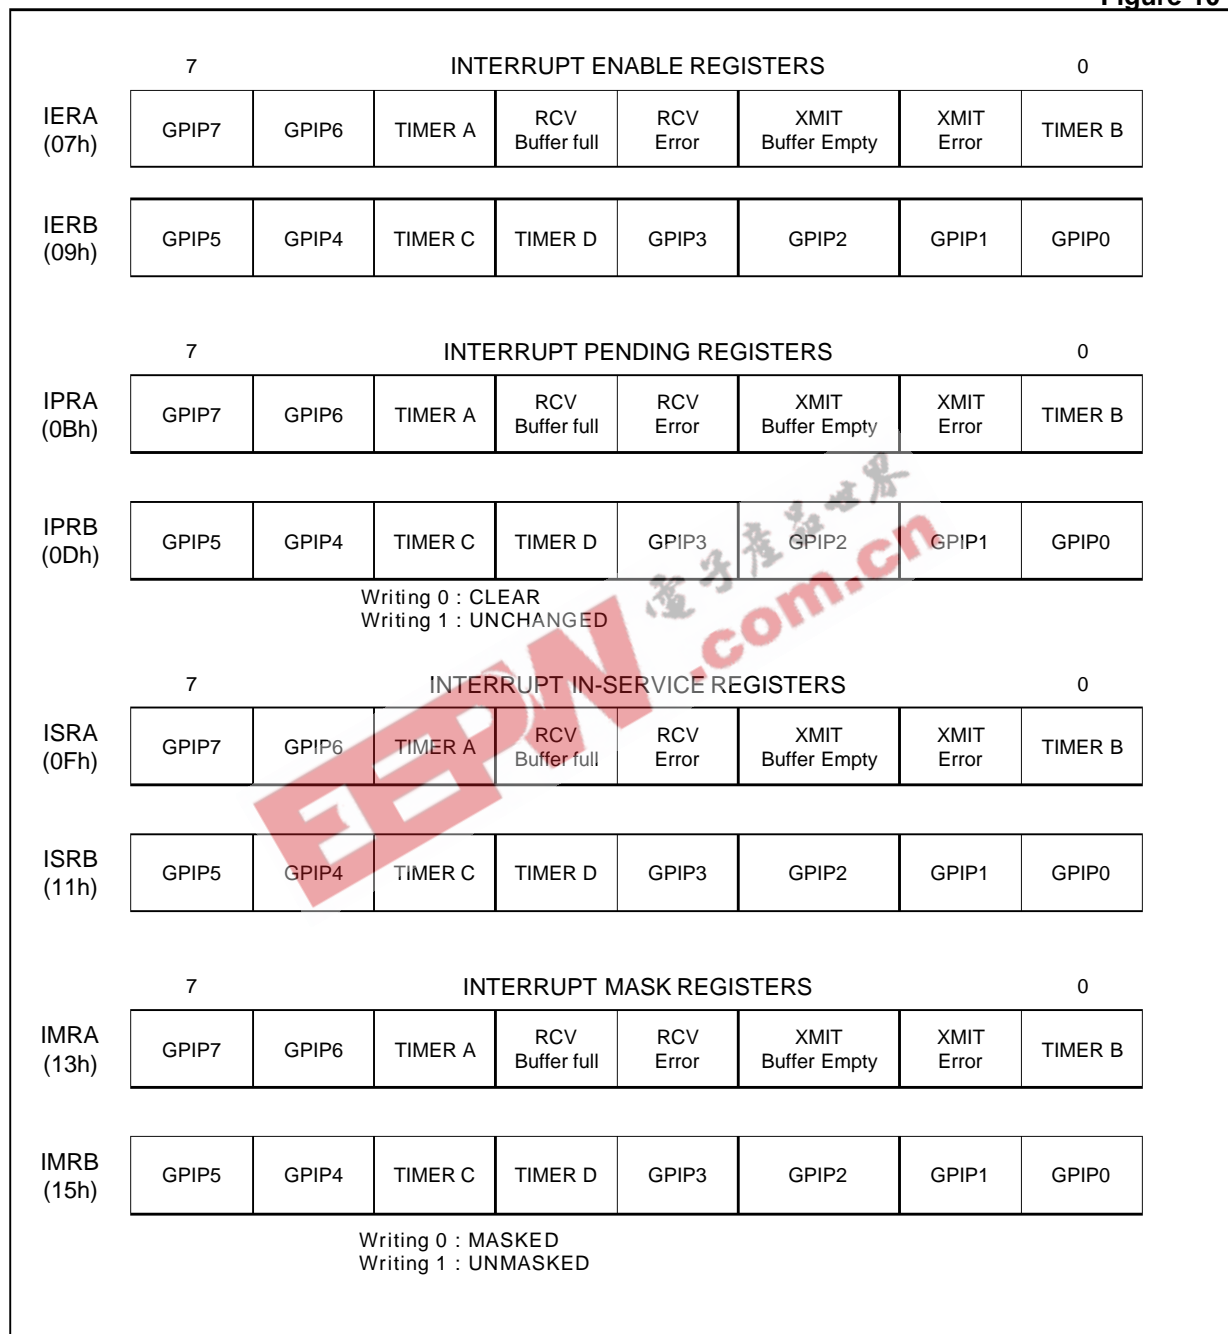 Figure 10
7 INTERRUPT ENABLE REGISTERS 0
IERA (07h) GPIP7 GPIP6 TIMER A RCV Buffer full RCV Error XMIT Buffer Empty XMIT Error TIMER B
IERB (09h) GPIP5 GPIP4 TIMER C TIMER D GPIP3 GPIP2 GPIP1 GPIP0
7 INTERRUPT PENDING REGISTERS 0
IPRA (0Bh) GPIP7 GPIP6 TIMER A RCV Buffer full RCV Error XMIT Buffer Empty XMIT Error TIMER B
IPRB (0Dh) GPIP5 GPIP4 TIMER C TIMER D GPIP3 GPIP2 GPIP1 GPIP0
Writing 0 : CLEAR
Writing 1 : UNCHANGED
電子產品世界
EEPW.com.cn
7 INTERRUPT IN-SERVICE REGISTERS 0
ISRA (0Fh) GPIP7 GPIP6 TIMER A RCV Buffer full RCV Error XMIT Buffer Empty XMIT Error TIMER B
ISRB (11h) GPIP5 GPIP4 TIMER C TIMER D GPIP3 GPIP2 GPIP1 GPIP0
7 INTERRUPT MASK REGISTERS 0
IMRA (13h) GPIP7 GPIP6 TIMER A RCV Buffer full RCV Error XMIT Buffer Empty XMIT Error TIMER B
IMRB (15h) GPIP5 GPIP4 TIMER C TIMER D GPIP3 GPIP2 GPIP1 GPIP0
Writing 0 : MASKED
Writing 1 : UNMASKED